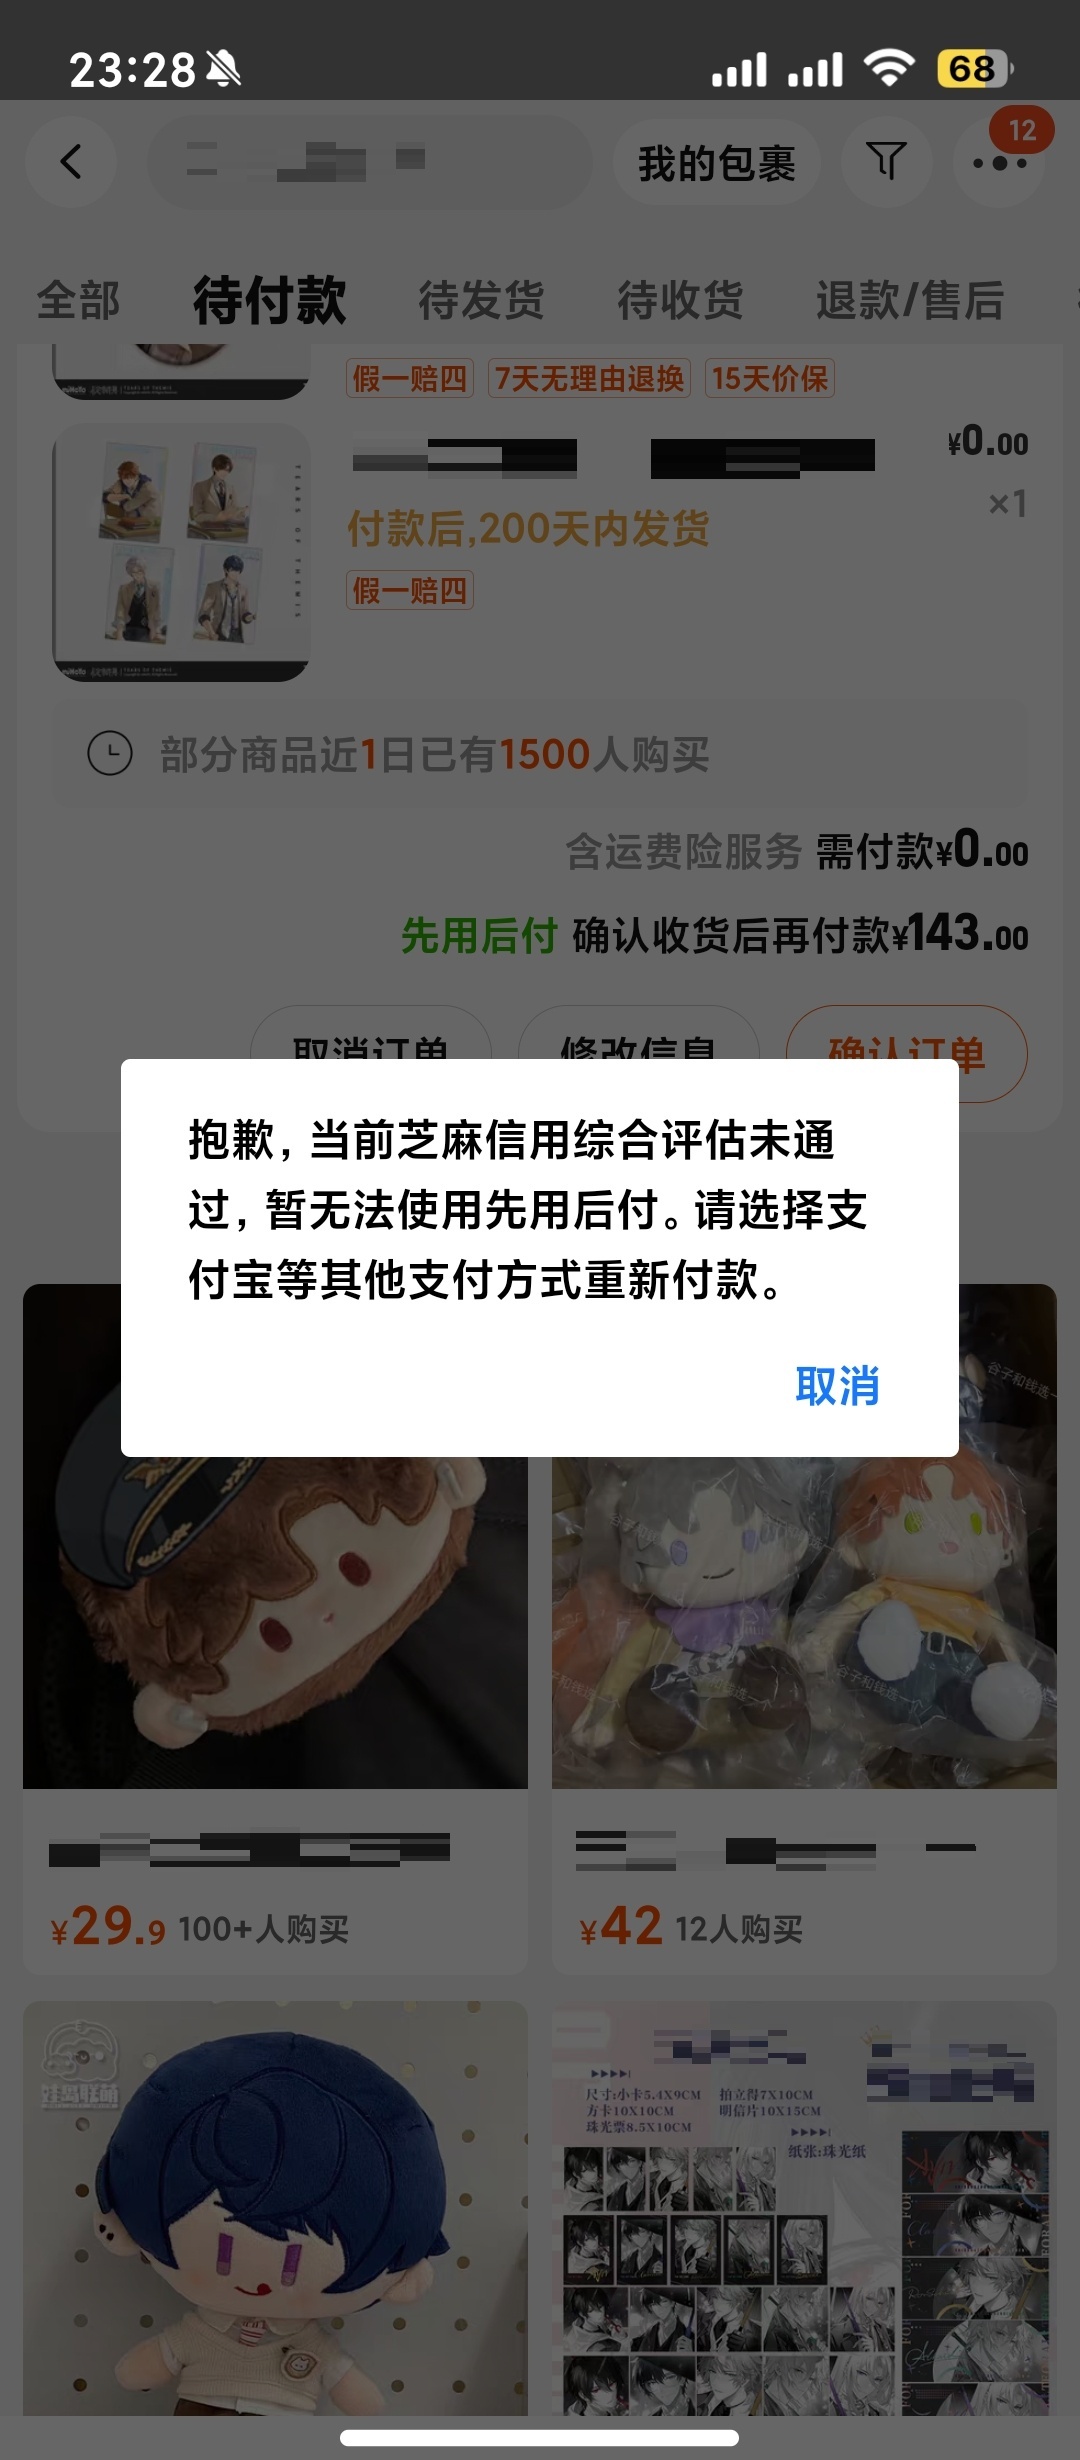 23:28
68
我的包裹
12
全部 待付款 待发货 待收货 退款/售后
假一赔四 7天无理由退换 15天价保
¥0.00
×1
付款后,200天内发货
假一赔四
部分商品近1日已有1500人购买
含运费险服务 需付款¥0.00
先用后付 确认收货后再付款¥143.00
取消订单 修改信息 确认订单
抱歉，当前芝麻信用综合评估未通
过，暂无法使用先用后付。请选择支
付宝等其他支付方式重新付款。
取消
谷子和钱选一
¥29.9 100+人购买
¥42 12人购买
尺寸:小卡5.4X9CM 拍立得7X10CM
方卡10X10CM 明信片10X15CM
珠光票8.5X10CM
纸张:珠光纸